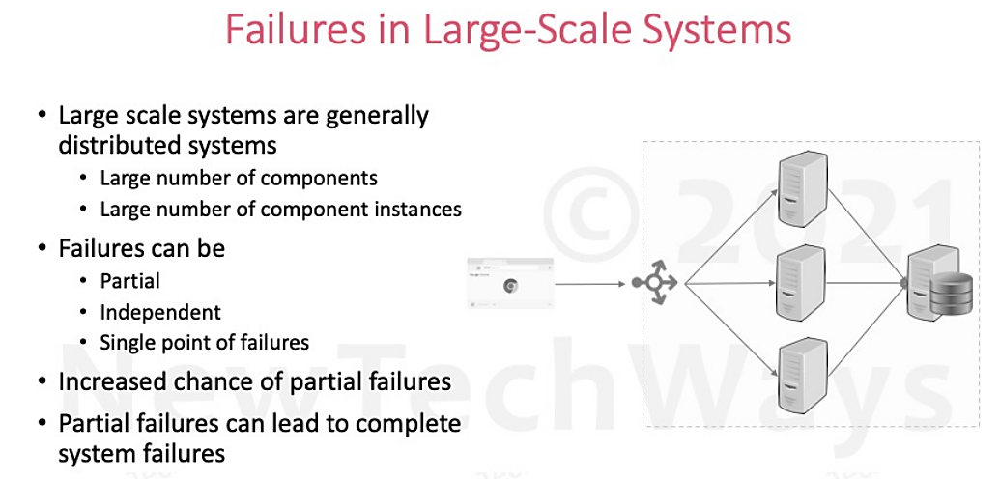 Failures in Large-Scale Systems
• Large scale systems are generally
distributed systems
• Large number of components
• Large number of component instances
• Failures can be
• Partial
• Independent
• Single point of failures
• Increased chance of partial failures
• Partial failures can lead to complete
system failures
© 2021
NewTechWays